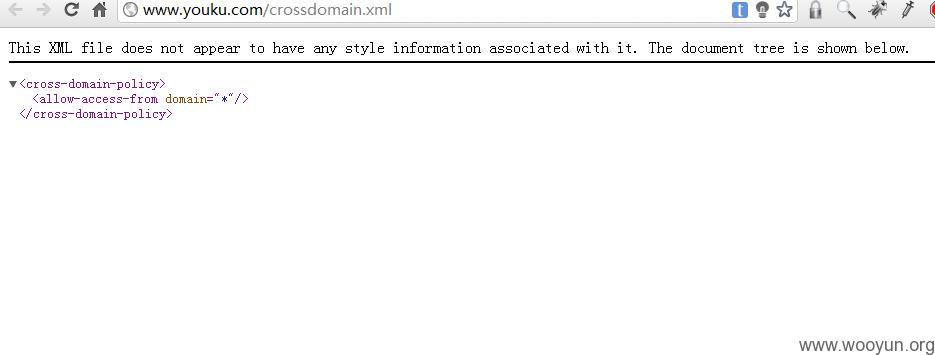 www.youku.com/crossdomain.xml
This XML file does not appear to have any style information associated with it. The document tree is shown below.
▼<cross-domain-policy>
<allow-access-from domain="*"/>
</cross-domain-policy>
www.wooyun.org